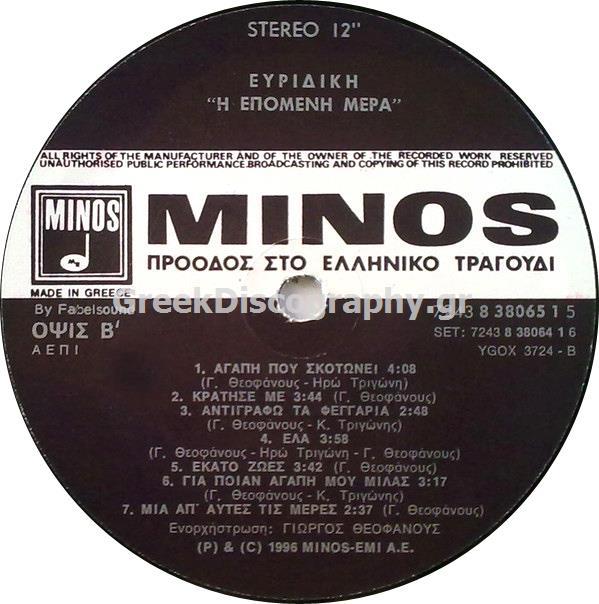 STEREO 12"
ΕΥΡΙΔΙΚΗ
"Η ΕΠΟΜΕΝΗ ΜΕΡΑ"
ALL RIGHTS OF THE MANUFACTURER AND OF THE OWNER OF THE RECORDED WORK RESERVED
UNAUTHORISED PUBLIC PERFORMANCE.BROADCASTING AND COPYING OF THIS RECORD PROHIBITED
MINOS
MINOS
ΠΡΟΟΔΟΣ ΣΤΟ ΕΛΛΗΝΙΚΟ ΤΡΑΓΟΥΔΙ
MADE IN GREECE
GreekDiscography.gr
By Fabelsound
ΟΨΙΣ Β'
ΑΕΠΙ
7243 8 38065 1 5
SET: 7243 8 38064 1 6
YGOX 3724 - B
1. ΑΓΑΠΗ ΠΟΥ ΣΚΟΤΩΝΕΙ 4:08
(Γ. Θεοφάνους - Ηρώ Τριγώνη)
2. ΚΡΑΤΗΣΕ ΜΕ 3:44 (Γ. Θεοφάνους)
3. ΑΝΤΙΓΡΑΦΩ ΤΑ ΦΕΓΓΑΡΙΑ 2:48
(Γ. Θεοφάνους - Κ. Τριγώνης)
4. ΕΛΑ 3:58
(Γ. Θεοφάνους - Ηρώ Τριγώνη - Γ. Θεοφάνους)
5. ΕΚΑΤΟ ΖΩΕΣ 3:42 (Γ. Θεοφάνους)
6. ΓΙΑ ΠΟΙΑΝ ΑΓΑΠΗ ΜΟΥ ΜΙΛΑΣ 3:17
(Γ. Θεοφάνους - Κ. Τριγώνης)
7. ΜΙΑ ΑΠ' ΑΥΤΕΣ ΤΙΣ ΜΕΡΕΣ 2:37 (Γ. Θεοφάνους)
Ενορχήστρωση: ΓΙΩΡΓΟΣ ΘΕΟΦΑΝΟΥΣ
(P) & (C) 1996 MINOS-EMI A.E.